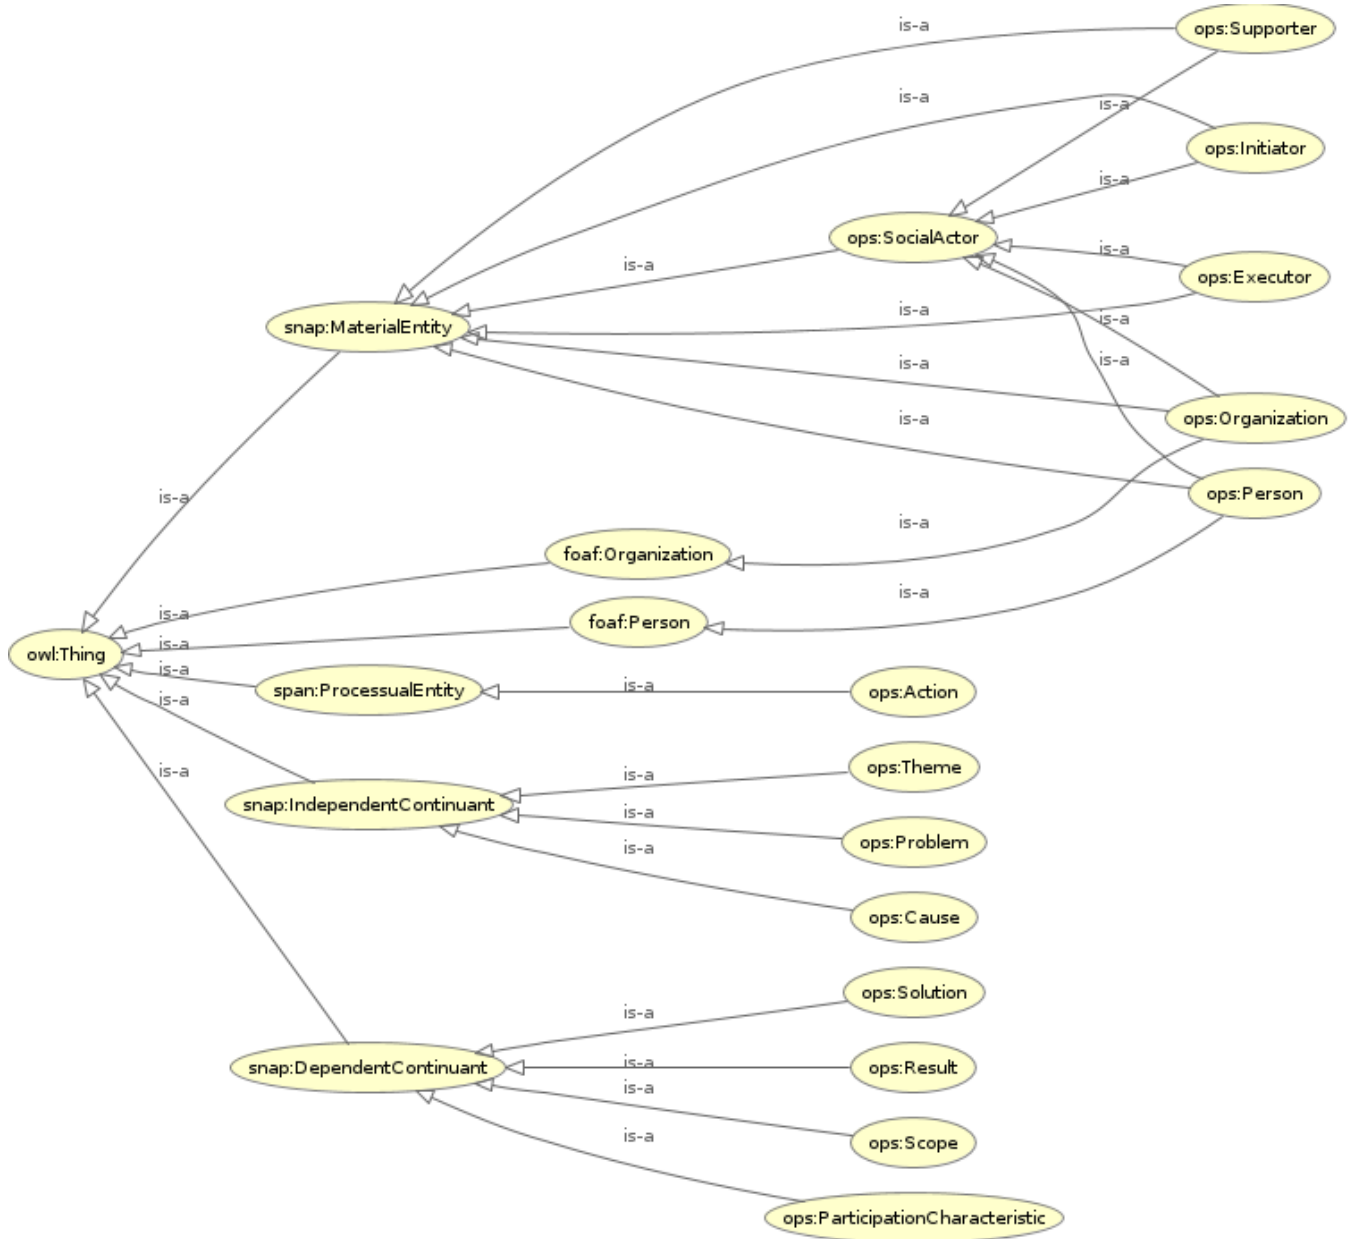 is-a
ops:Supporter
is-a
is-a
ops:Initiator
is-a
ops:SocialActor
is-a
is-a
ops:Executor
is-a
is-a
snap:MaterialEntity
is-a
is-a
is-a
ops:Organization
ops:Person
is-a
is-a
foaf:Organization
is-a
foaf:Person
is-a
is-a
owl:Thing
is-a
span:ProcessualEntity
is-a
ops:Action
is-a
is-a
ops:Theme
is-a
snap:IndependentContinuant
is-a
ops:Problem
is-a
ops:Cause
ops:Solution
is-a
snap:DependentContinuant
is-a
ops:Result
is-a
ops:Scope
is-a
ops:ParticipationCharacteristic